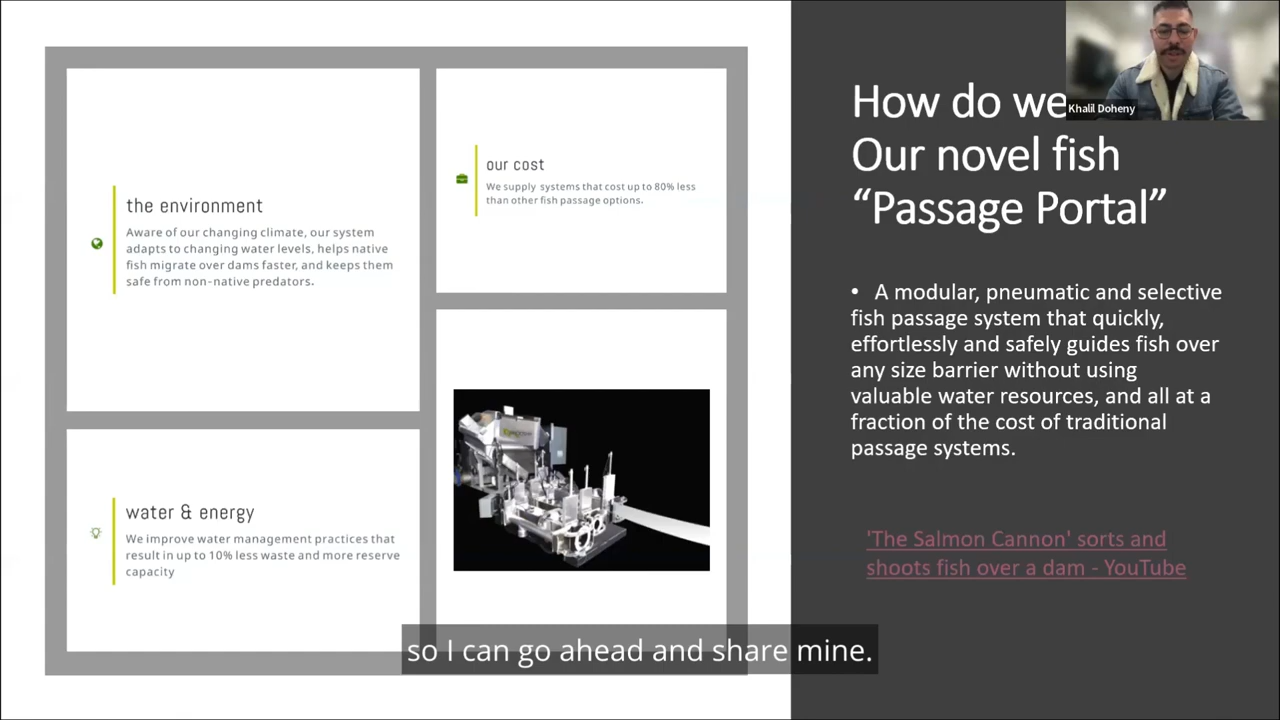 the environment
Aware of our changing climate, our system
adapts to changing water levels, helps native
fish migrate over dams faster, and keeps them
safe from non-native predators.
our cost
We supply systems that cost up to 80% less
than other fish passage options.
water & energy
We improve water management practices that
result in up to 10% less waste and more reserve
capacity
How do we
Our novel fish
“Passage Portal”
Khalil Doheny
• A modular, pneumatic and selective
fish passage system that quickly,
effortlessly and safely guides fish over
any size barrier without using
valuable water resources, and all at a
fraction of the cost of traditional
passage systems.
'The Salmon Cannon' sorts and
shoots fish over a dam - YouTube
so I can go ahead and share mine.